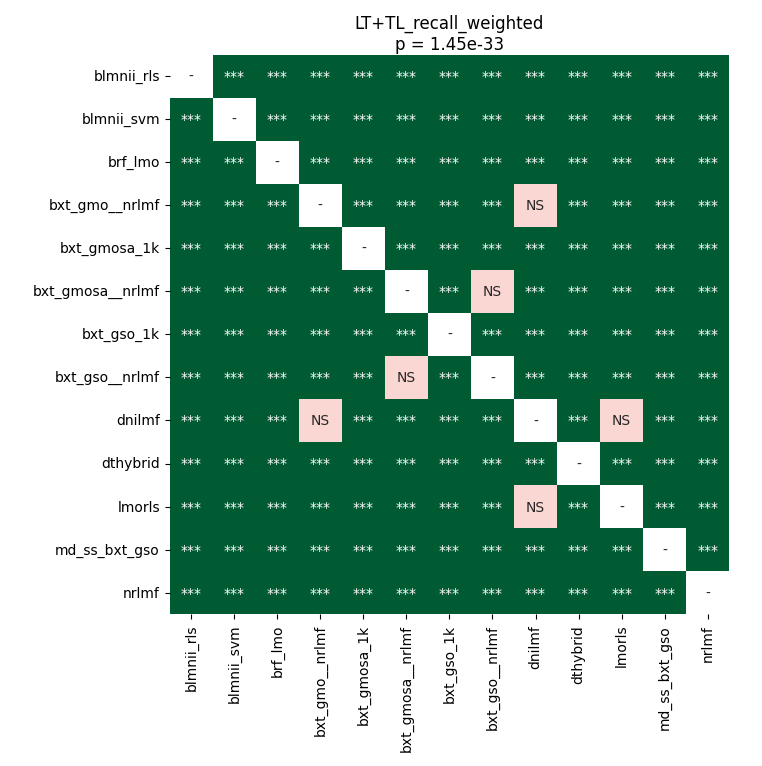 LT+TL_recall_weighted
p = 1.45e-33
blmnii_rls - *** *** *** *** *** *** *** *** *** *** *** ***
blmnii_svm *** - *** *** *** *** *** *** *** *** *** *** ***
brf_lmo *** *** - *** *** *** *** *** *** *** *** *** ***
bxt_gmo__nrlmf *** *** *** - *** *** *** *** NS *** *** *** ***
bxt_gmosa_1k *** *** *** *** - *** *** *** *** *** *** *** ***
bxt_gmosa__nrlmf *** *** *** *** *** - *** NS *** *** *** *** ***
bxt_gso_1k *** *** *** *** *** *** - *** *** *** *** *** ***
bxt_gso__nrlmf *** *** *** *** *** NS *** - *** *** *** *** ***
dnilmf *** *** *** NS *** *** *** *** - *** NS *** ***
dthybrid *** *** *** *** *** *** *** *** *** - *** *** ***
lmorls *** *** *** *** *** *** *** *** NS *** - *** ***
md_ss_bxt_gso *** *** *** *** *** *** *** *** *** *** *** - ***
nrlmf *** *** *** *** *** *** *** *** *** *** *** *** -
blmnii_rls
blmnii_svm
brf_lmo
bxt_gmo__nrlmf
bxt_gmosa_1k
bxt_gmosa__nrlmf
bxt_gso_1k
bxt_gso__nrlmf
dnilmf
dthybrid
lmorls
md_ss_bxt_gso
nrlmf